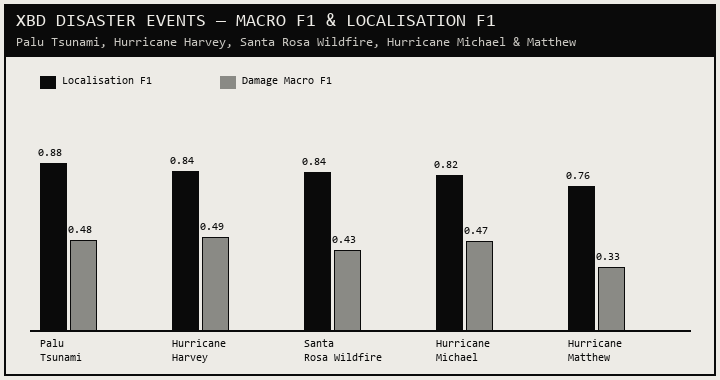 XBD DISASTER EVENTS — MACRO F1 & LOCALISATION F1
Palu Tsunami, Hurricane Harvey, Santa Rosa Wildfire, Hurricane Michael & Matthew
Localisation F1
Damage Macro F1
0.88
0.48
0.84
0.49
0.84
0.43
0.82
0.47
0.76
0.33
Palu
Tsunami
Hurricane
Harvey
Santa
Rosa Wildfire
Hurricane
Michael
Hurricane
Matthew